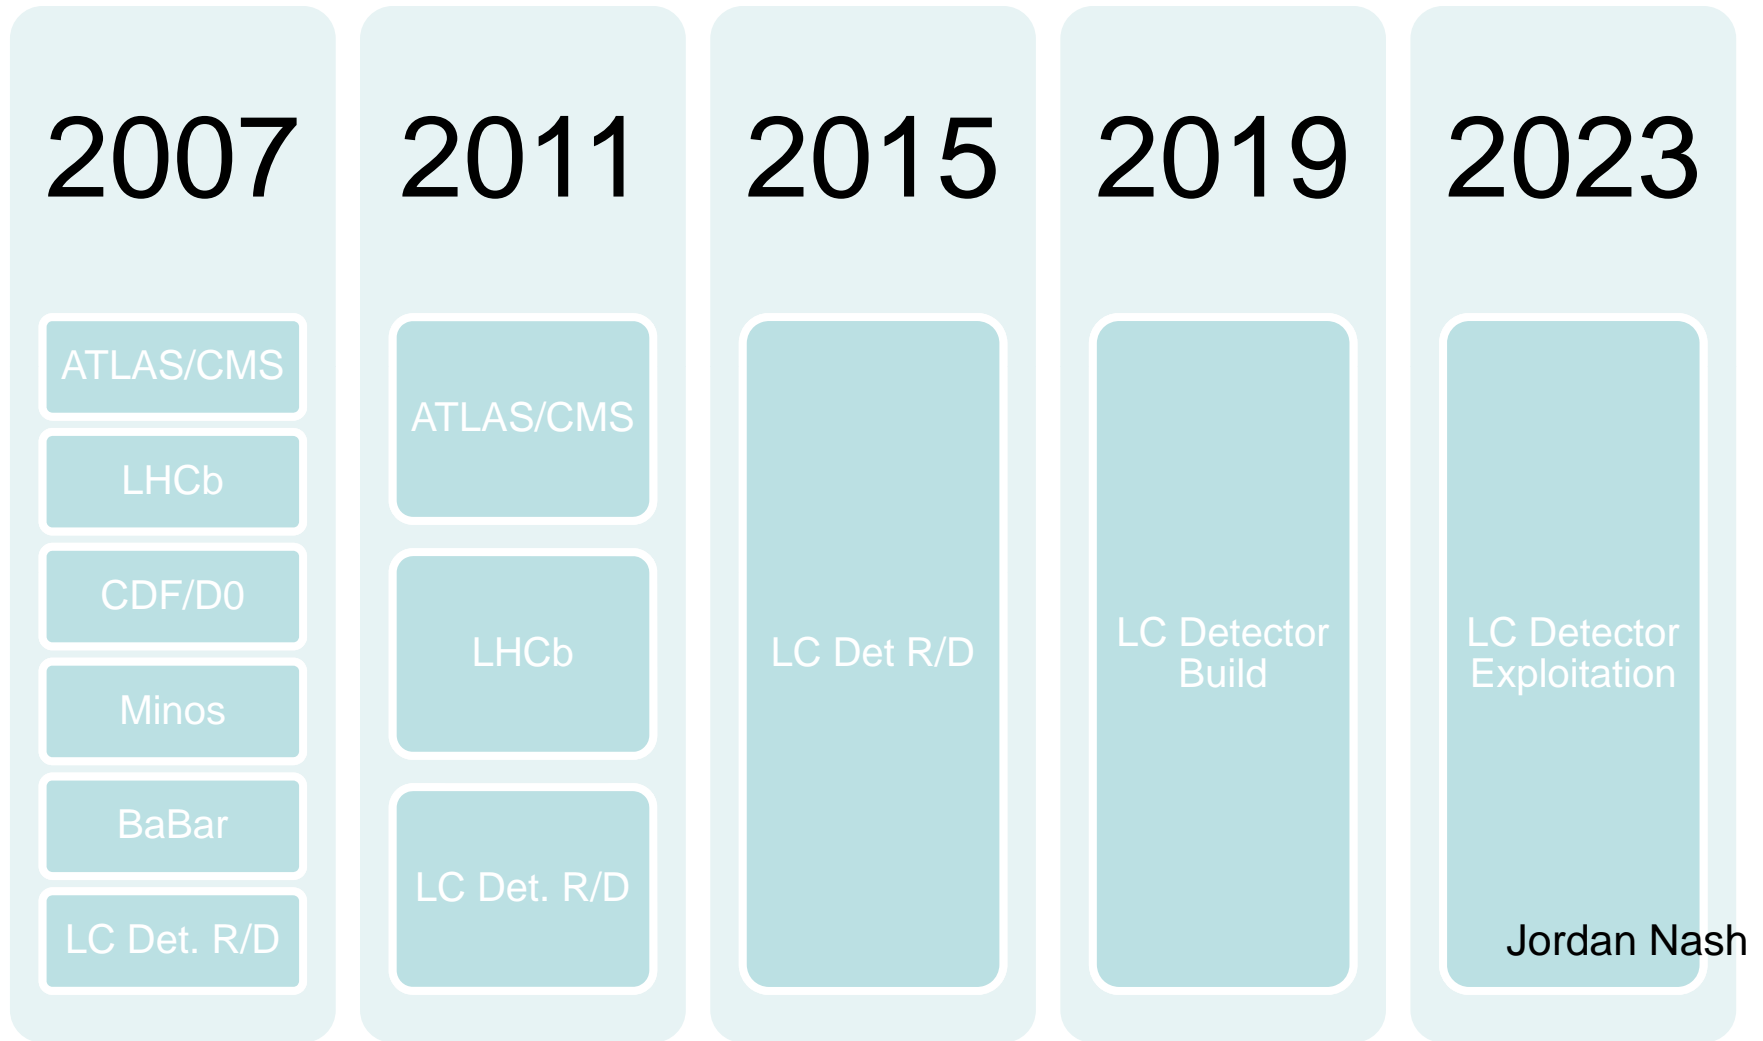 2007
ATLAS/CMS
LHCb
CDF/D0
Minos
BaBar
LC Det. R/D
2011
ATLAS/CMS
LHCb
LC Det. R/D
2015
LC Det R/D
2019
LC Detector
Build
2023
LC Detector
Exploitation
Jordan Nash